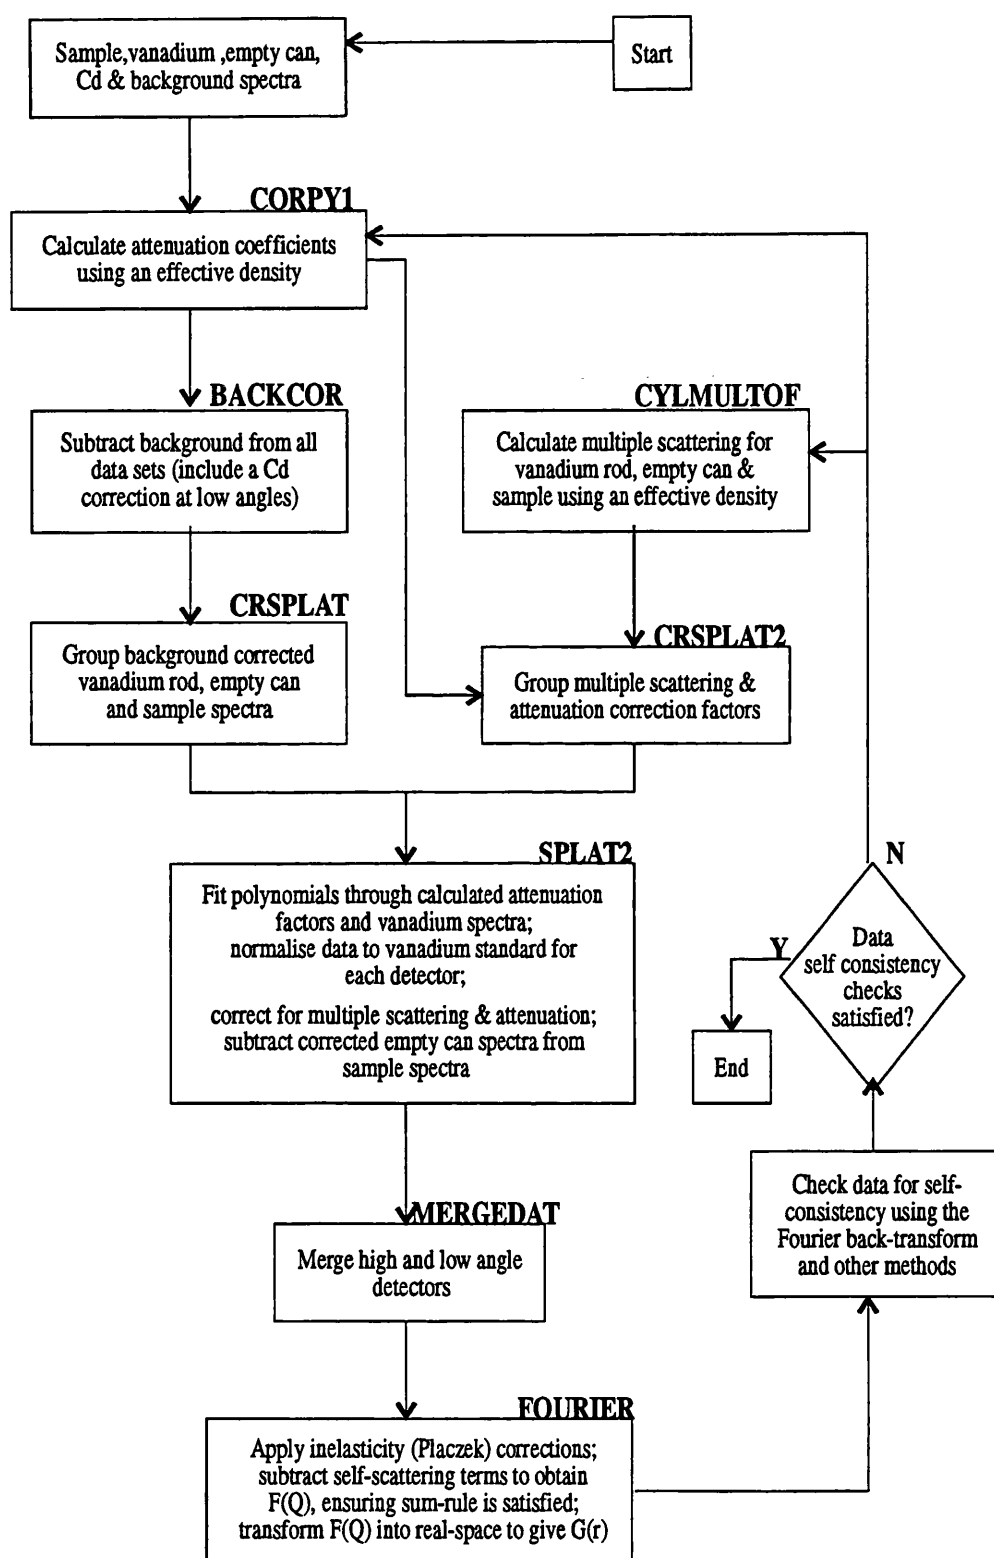 Start
Sample,vanadium ,empty can,
Cd & background spectra
CORPY1
Calculate attenuation coefficients
using an effective density
BACKCOR
Subtract background from all
data sets (include a Cd
correction at low angles)
CYLMULTOF
Calculate multiple scattering for
vanadium rod, empty can &
sample using an effective density
CRSPLAT
Group background corrected
vanadium rod, empty can
and sample spectra
CRSPLAT2
Group multiple scattering &
attenuation correction factors
SPLAT2
Fit polynomials through calculated attenuation
factors and vanadium spectra;
normalise data to vanadium standard for
each detector;
correct for multiple scattering & attenuation;
subtract corrected empty can spectra from
sample spectra
MERGEDAT
Merge high and low angle
detectors
FOURIER
Apply inelasticity (Placzek) corrections;
subtract self-scattering terms to obtain
F(Q), ensuring sum-rule is satisfied;
transform F(Q) into real-space to give G(r)
Check data for self-
consistency using the
Fourier back-transform
and other methods
Data
self consistency
checks
satisfied?
N
Y
End